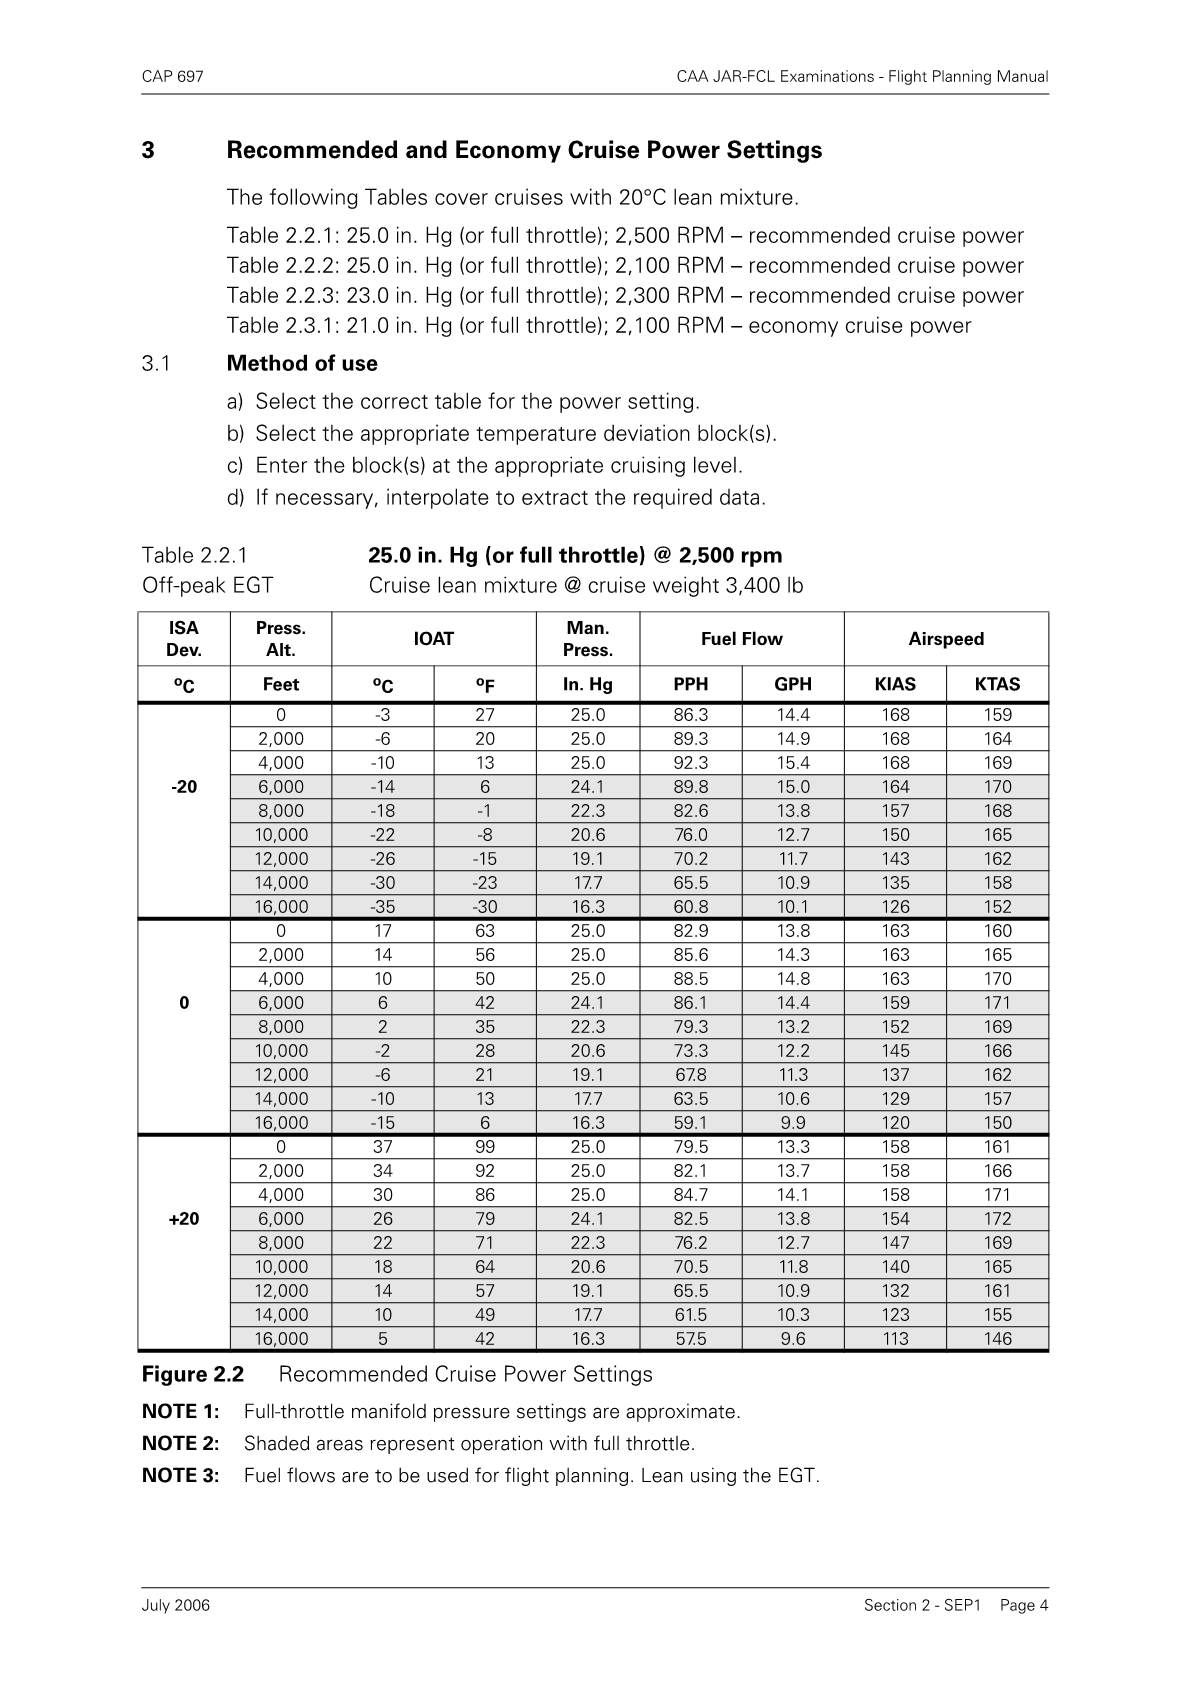 CAP 697 CAA JAR-FCL Examinations - Flight Planning Manual
3 Recommended and Economy Cruise Power Settings
The following Tables cover cruises with 20°C lean mixture.
Table 2.2.1: 25.0 in. Hg (or full throttle); 2,500 RPM – recommended cruise power
Table 2.2.2: 25.0 in. Hg (or full throttle); 2,100 RPM – recommended cruise power
Table 2.2.3: 23.0 in. Hg (or full throttle); 2,300 RPM – recommended cruise power
Table 2.3.1: 21.0 in. Hg (or full throttle); 2,100 RPM – economy cruise power
3.1 Method of use
a) Select the correct table for the power setting.
b) Select the appropriate temperature deviation block(s).
c) Enter the block(s) at the appropriate cruising level.
d) If necessary, interpolate to extract the required data.
Table 2.2.1 25.0 in. Hg (or full throttle) @ 2,500 rpm
Off-peak EGT Cruise lean mixture @ cruise weight 3,400 lb
ISA Dev. Press. Alt. IOAT Man. Press. Fuel Flow Airspeed
ºC Feet ºC ºF In. Hg PPH GPH KIAS KTAS
0 -3 27 25.0 86.3 14.4 168 159
2,000 -6 20 25.0 89.3 14.9 168 164
4,000 -10 13 25.0 92.3 15.4 168 169
-20 6,000 -14 6 24.1 89.8 15.0 164 170
8,000 -18 -1 22.3 82.6 13.8 157 168
10,000 -22 -8 20.6 76.0 12.7 150 165
12,000 -26 -15 19.1 70.2 11.7 143 162
14,000 -30 -23 17.7 65.5 10.9 135 158
16,000 -35 -30 16.3 60.8 10.1 126 152
0 17 63 25.0 82.9 13.8 163 160
2,000 14 56 25.0 85.6 14.3 163 165
4,000 10 50 25.0 88.5 14.8 163 170
0 6,000 6 42 24.1 86.1 14.4 159 171
8,000 2 35 22.3 79.3 13.2 152 169
10,000 -2 28 20.6 73.3 12.2 145 166
12,000 -6 21 19.1 67.8 11.3 137 162
14,000 -10 13 17.7 63.5 10.6 129 157
16,000 -15 6 16.3 59.1 9.9 120 150
0 37 99 25.0 79.5 13.3 158 161
2,000 34 92 25.0 82.1 13.7 158 166
4,000 30 86 25.0 84.7 14.1 158 171
+20 6,000 26 79 24.1 82.5 13.8 154 172
8,000 22 71 22.3 76.2 12.7 147 169
10,000 18 64 20.6 70.5 11.8 140 165
12,000 14 57 19.1 65.5 10.9 132 161
14,000 10 49 17.7 61.5 10.3 123 155
16,000 5 42 16.3 57.5 9.6 113 146
Figure 2.2 Recommended Cruise Power Settings
NOTE 1: Full-throttle manifold pressure settings are approximate.
NOTE 2: Shaded areas represent operation with full throttle.
NOTE 3: Fuel flows are to be used for flight planning. Lean using the EGT.
July 2006 Section 2 - SEP1 Page 4